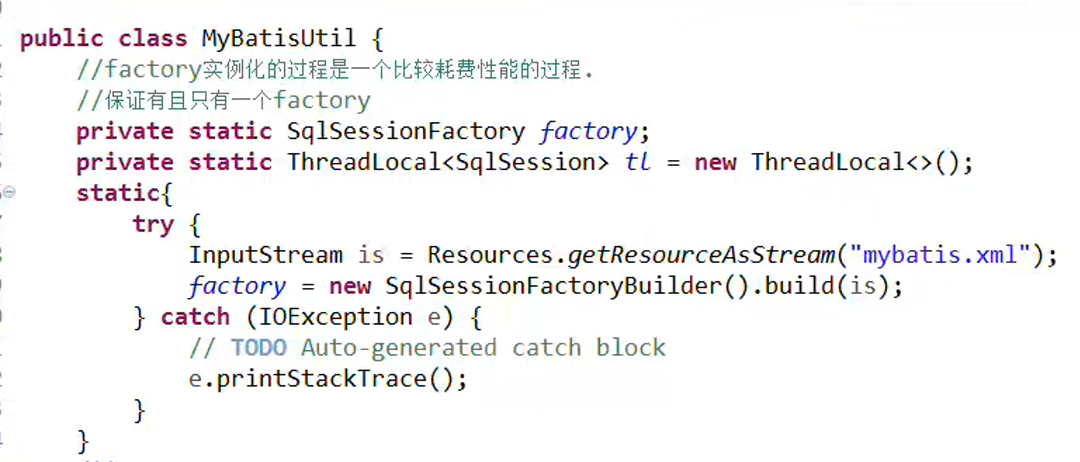 public class MyBatisUtil {
//factory实例化的过程是一个比较耗费性能的过程.
//保证有且只有一个factory
private static SqlSessionFactory factory;
private static ThreadLocal<SqlSession> tl = new ThreadLocal<>();
static{
try {
InputStream is = Resources.getResourceAsStream("mybatis.xml");
factory = new SqlSessionFactoryBuilder().build(is);
} catch (IOException e) {
// TODO Auto-generated catch block
e.printStackTrace();
}
}